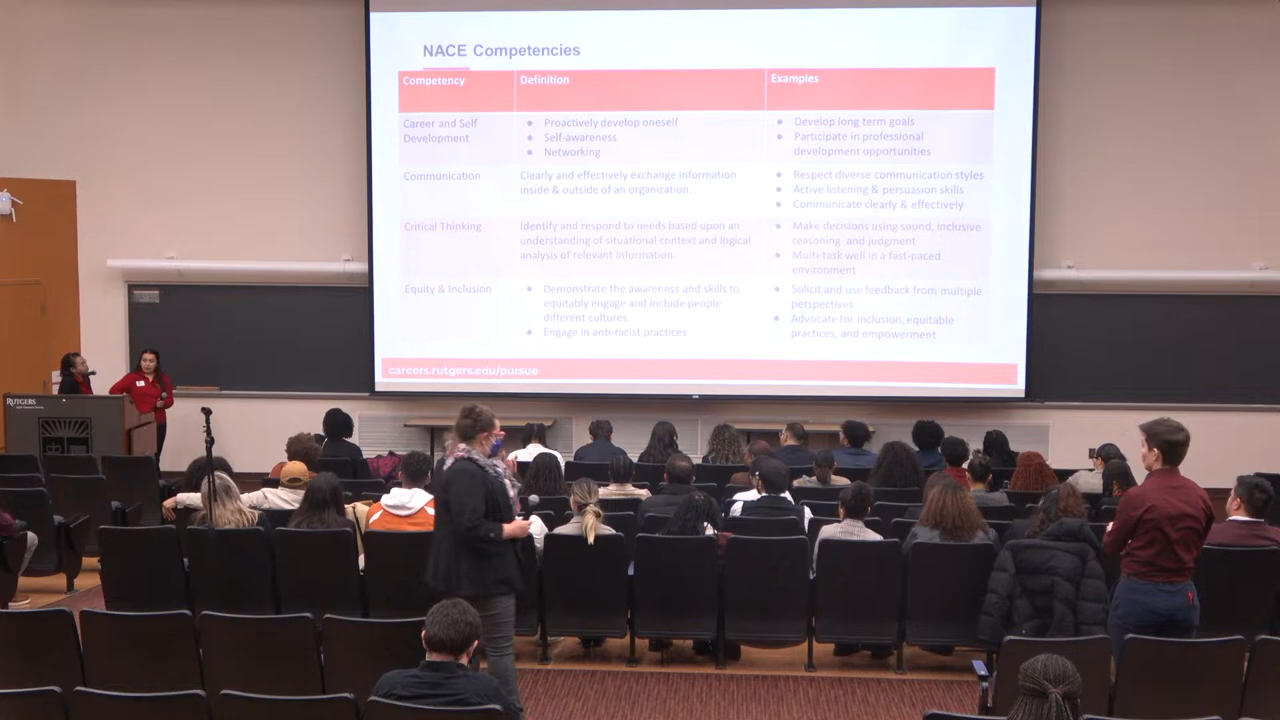 NACE Competencies
Competency Definition Examples
Career and Self
Development
• Proactively develop oneself
• Self-awareness
• Networking
• Develop long term goals
• Participate in professional
development opportunities
Communication
Clearly and effectively exchange information
inside & outside of an organization.
• Respect diverse communication styles
• Active listening & persuasion skills
• Communicate clearly & effectively
Critical Thinking
Identify and respond to needs based upon an
understanding of situational context and logical
analysis of relevant information.
• Make decisions using sound, inclusive
reasoning and judgment
• Multi-task well in a fast-paced
environment
Equity & Inclusion
• Demonstrate the awareness and skills to
equitably engage and include people
different cultures.
• Engage in anti-racist practices
• Solicit and use feedback from multiple
perspectives
• Advocate for inclusion, equitable
practices, and empowerment
careers.rutgers.edu/pursue
RUTGERS